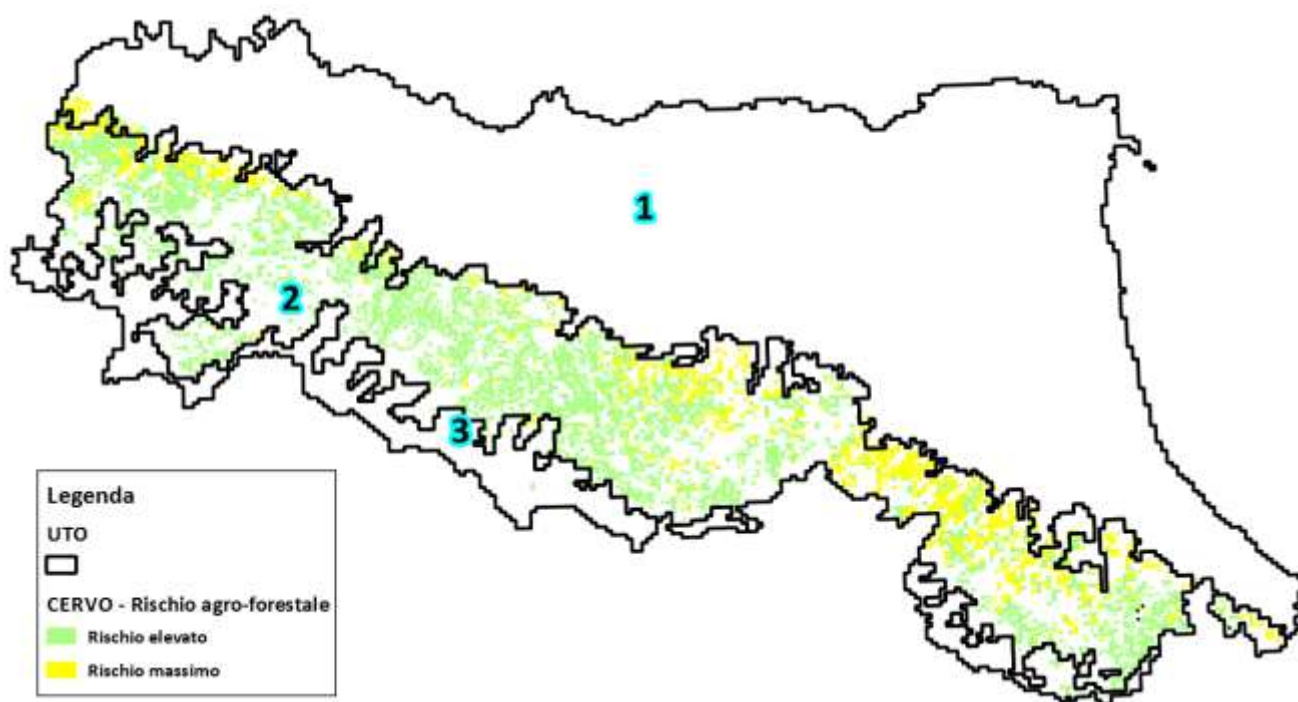 1
2
3
Legenda
UTO
CERVO - Rischio agro-forestale
Rischio elevato
Rischio massimo